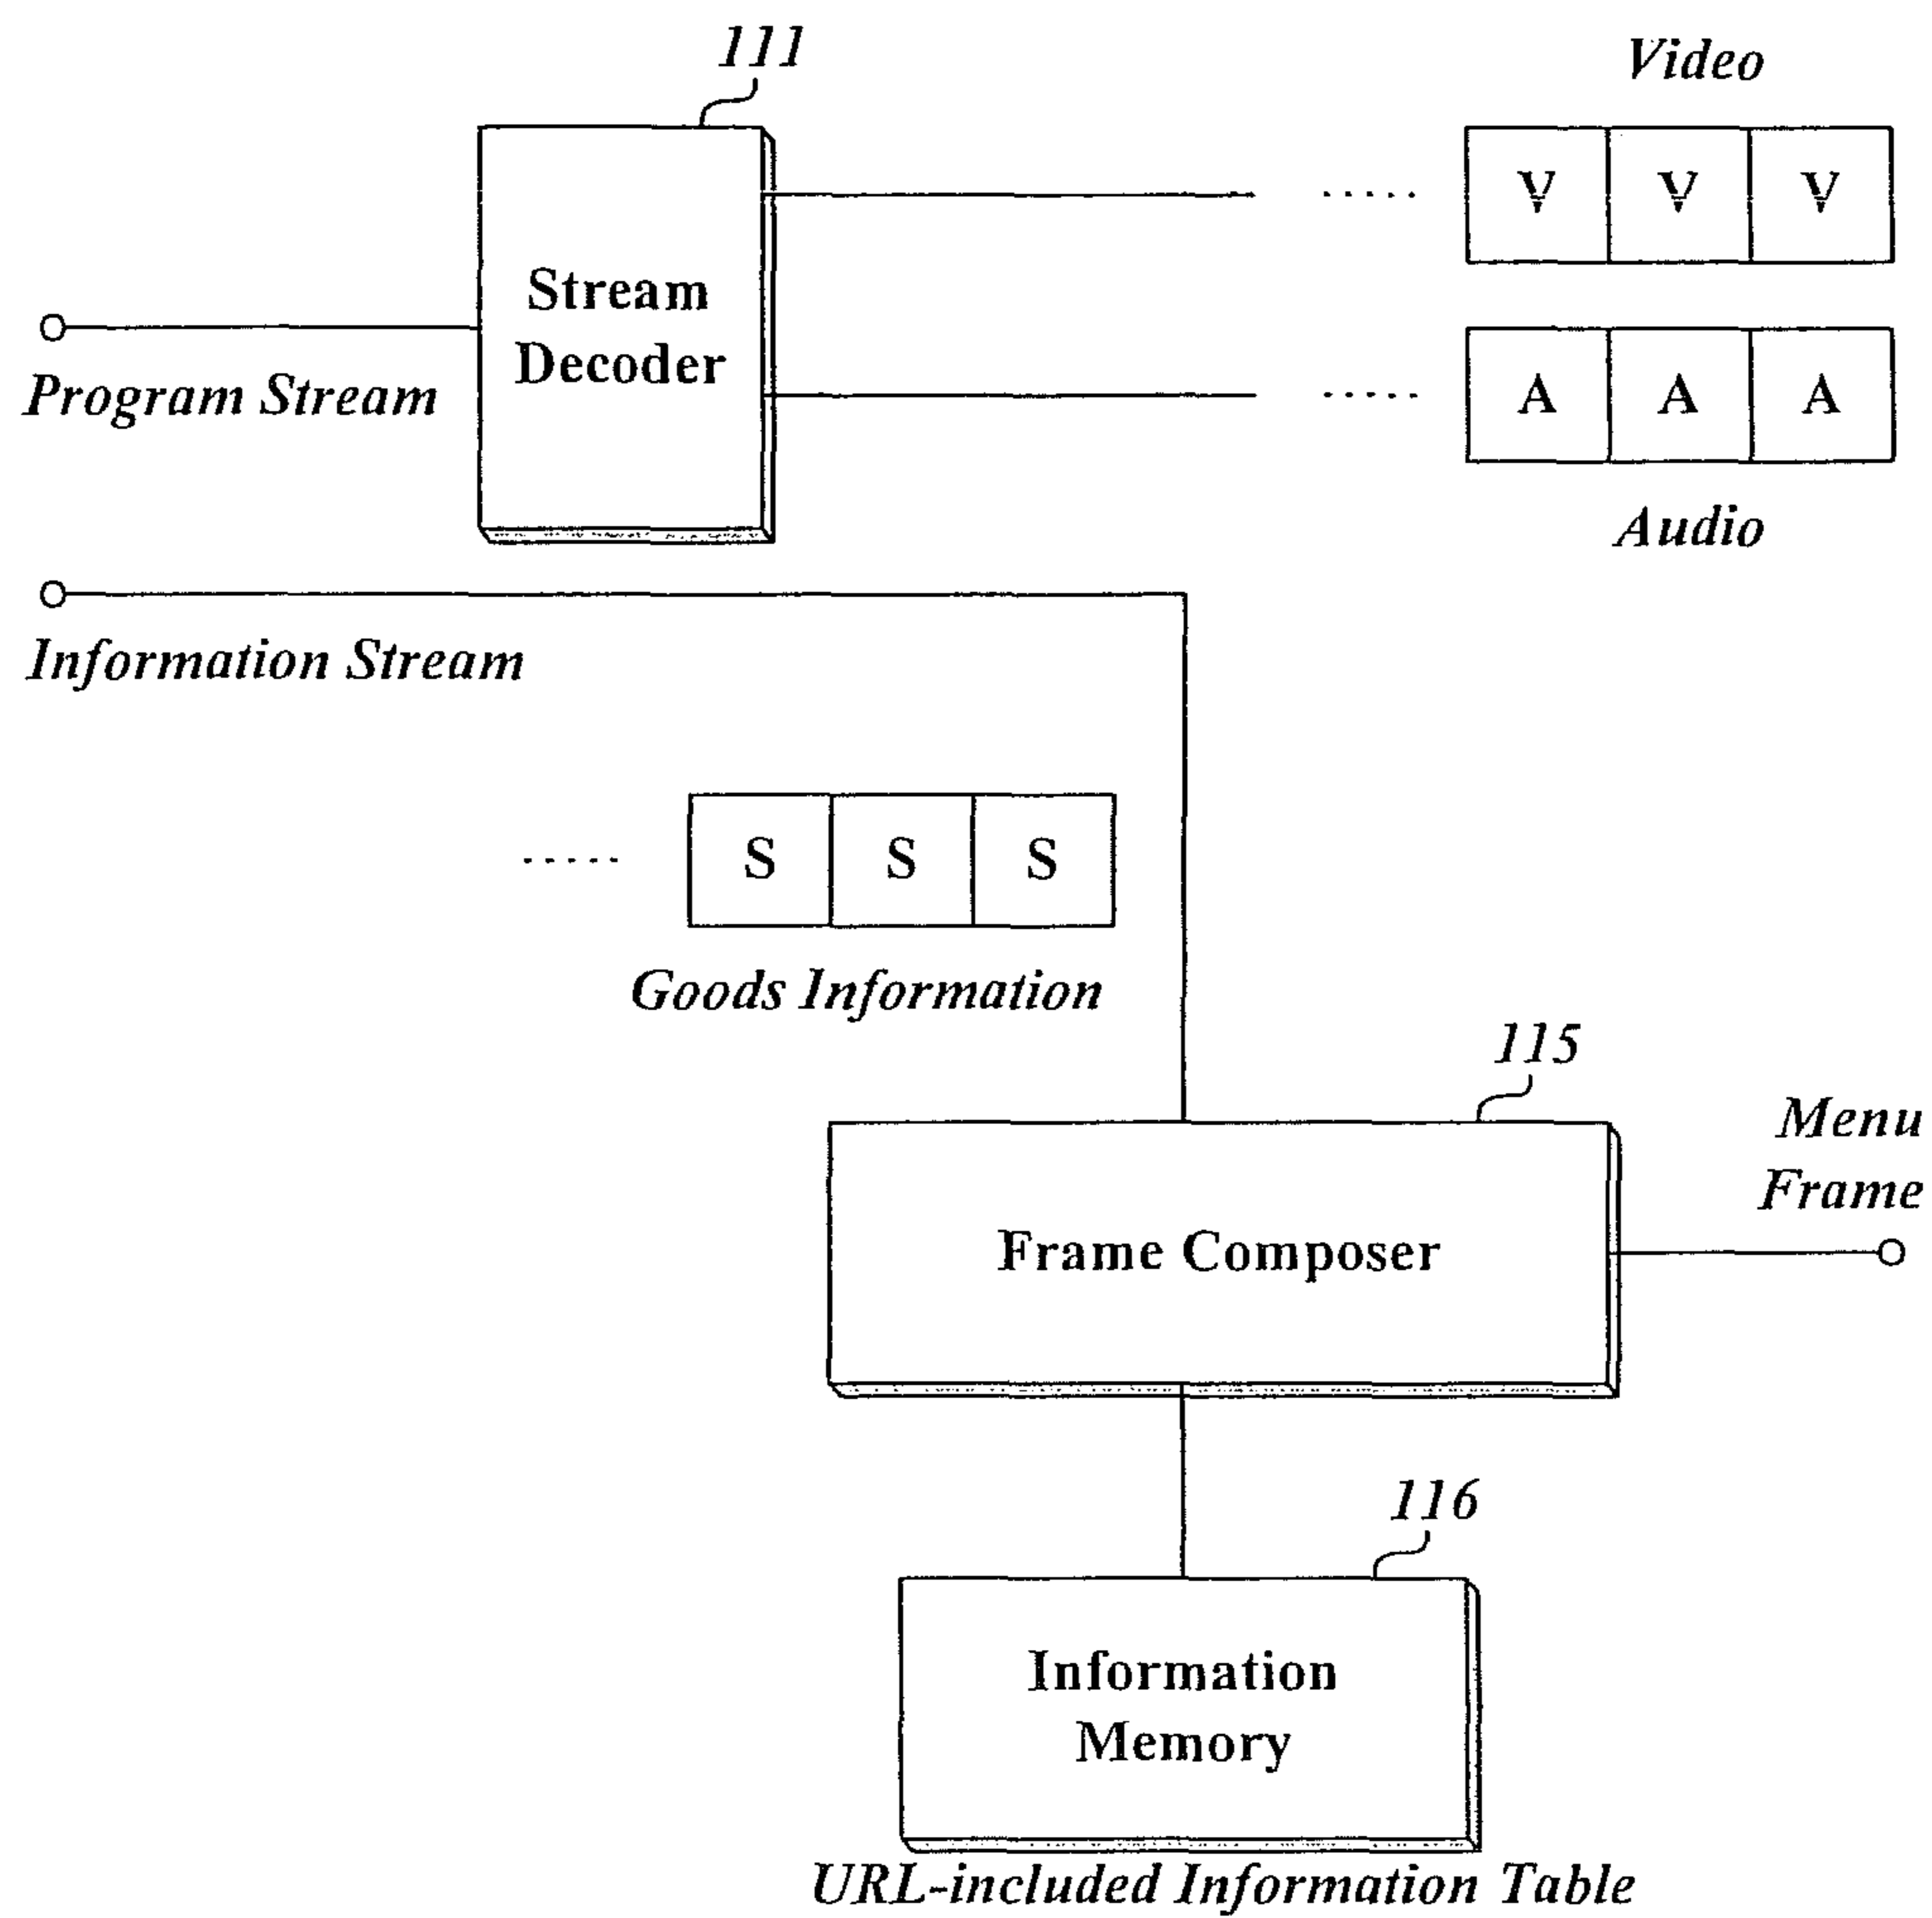 111
Video
V V V
Stream
Decoder
Program Stream
A A A
Audio
Information Stream
S S S
Goods Information
115
Menu
Frame
Frame Composer
116
Information
Memory
URL-included Information Table